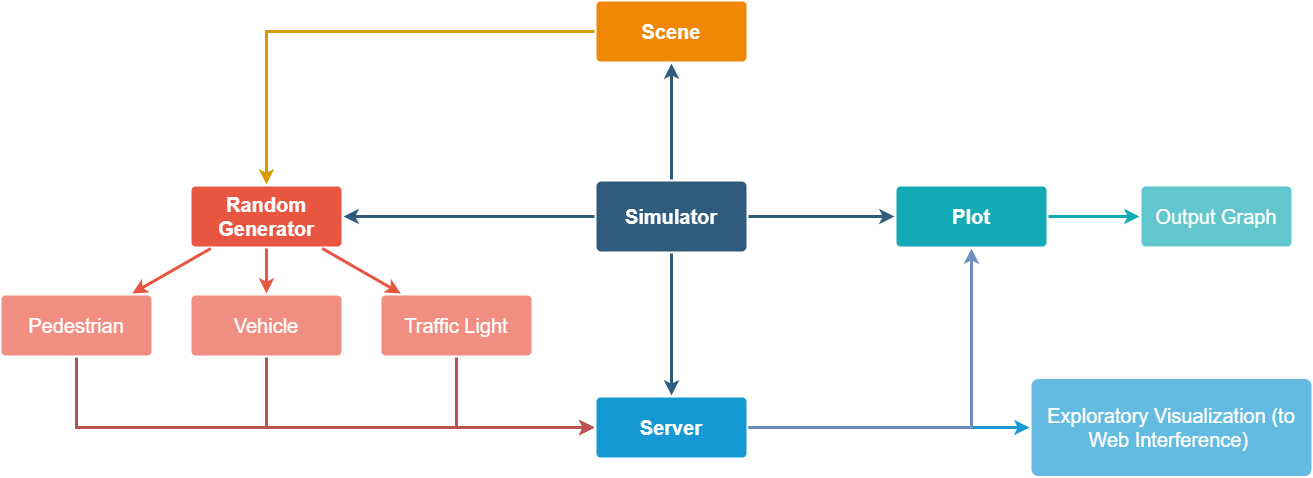 Scene
Random
Generator
Simulator
Plot
Output Graph
Pedestrian
Vehicle
Traffic Light
Server
Exploratory Visualization (to
Web Interference)